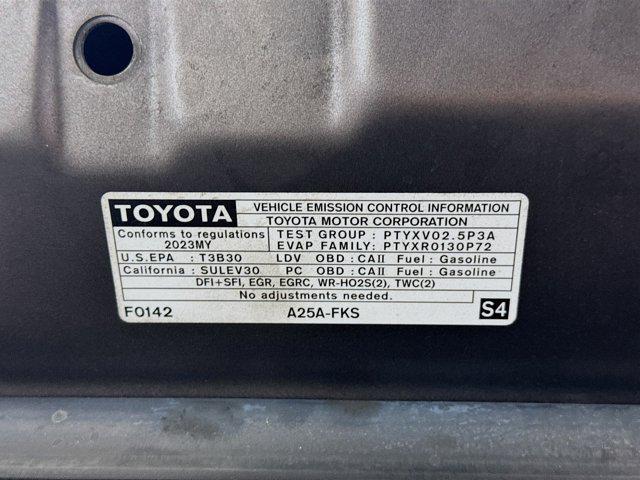 TOYOTA VEHICLE EMISSION CONTROL INFORMATION
TOYOTA MOTOR CORPORATION
Conforms to regulations
2023MY
TEST GROUP : PTYXV02.5P3A
EVAP FAMILY: PTYXR0130P72
U.S.EPA : T3B30 LDV OBD : CAII Fuel : Gasoline
California : SULEV30 PC OBD : CAII Fuel : Gasoline
DFI+SFI, EGR, EGRC, WR-HO2S(2), TWC(2)
No adjustments needed.
F0142 A25A-FKS S4